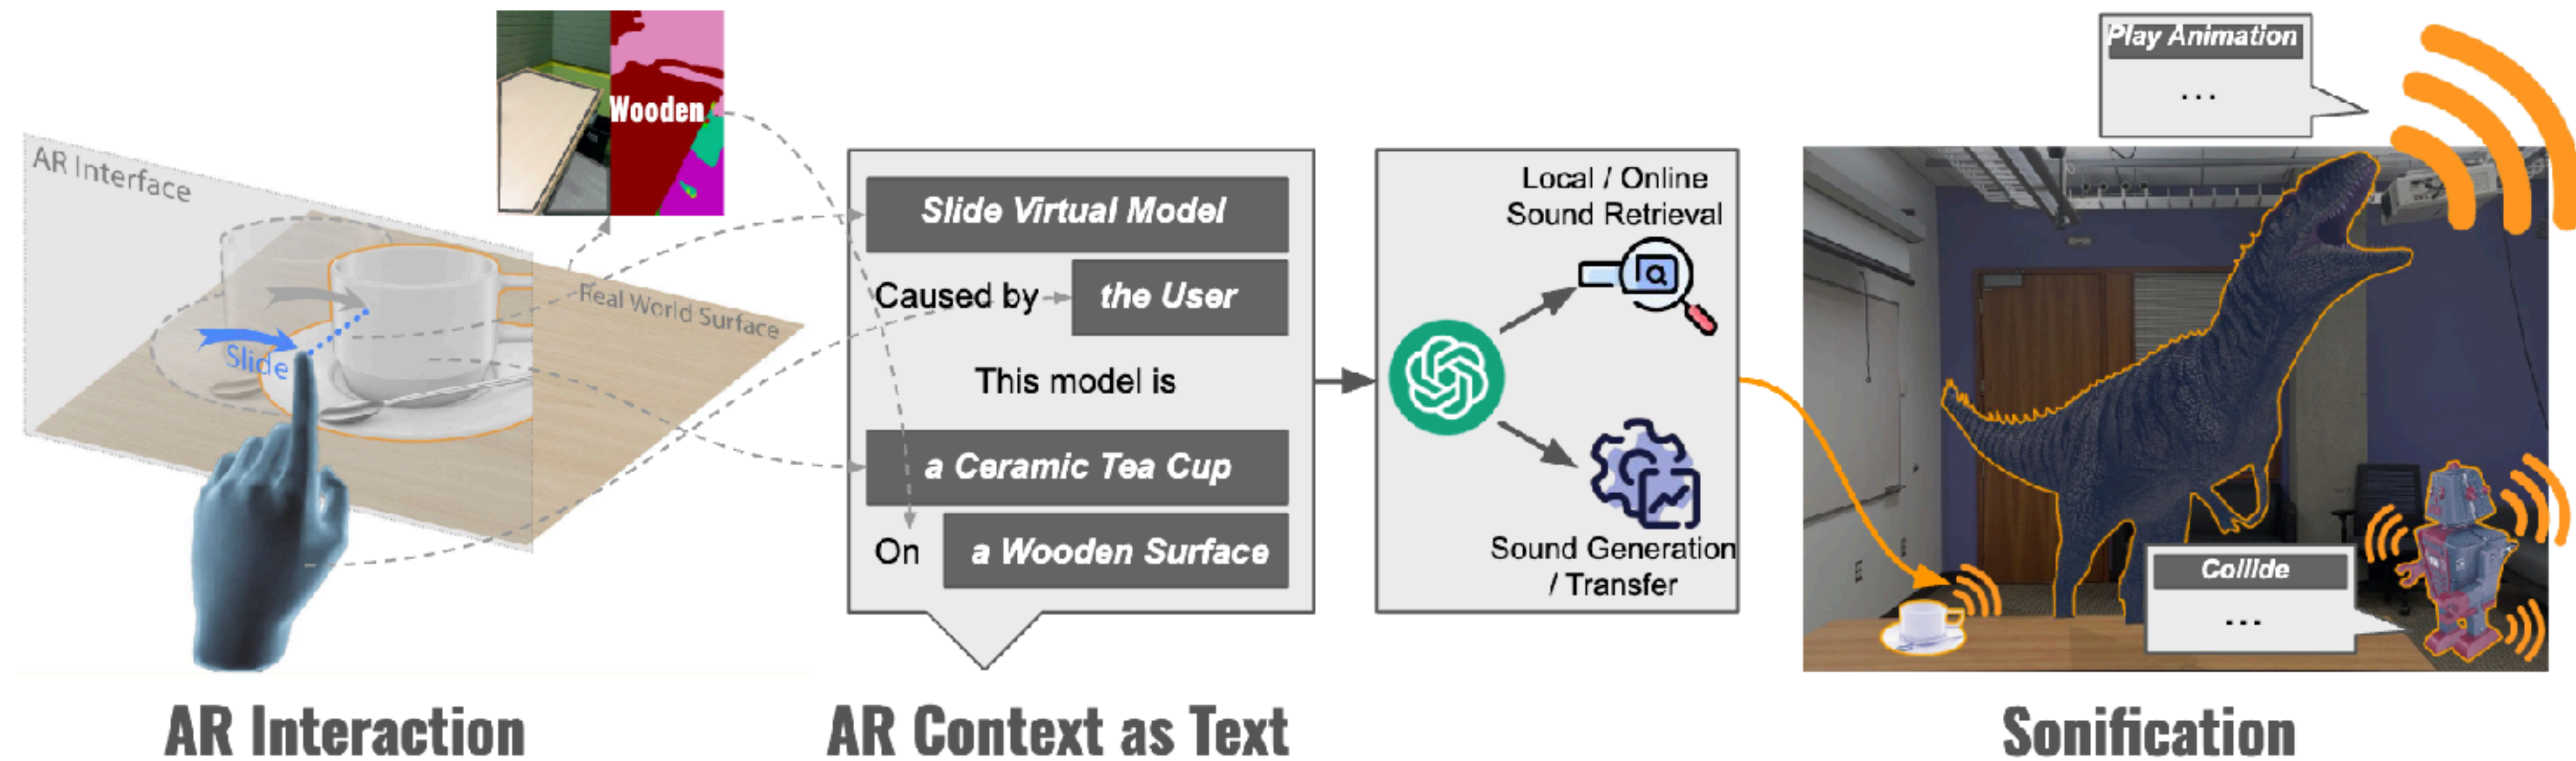 AR Interface
Slide
Real World Surface
Wooden
AR Interaction
Slide Virtual Model
Caused by the User
This model is
a Ceramic Tea Cup
On a Wooden Surface
AR Context as Text
Local / Online
Sound Retrieval
Sound Generation
/ Transfer
Play Animation
...
Collide
...
Sonification